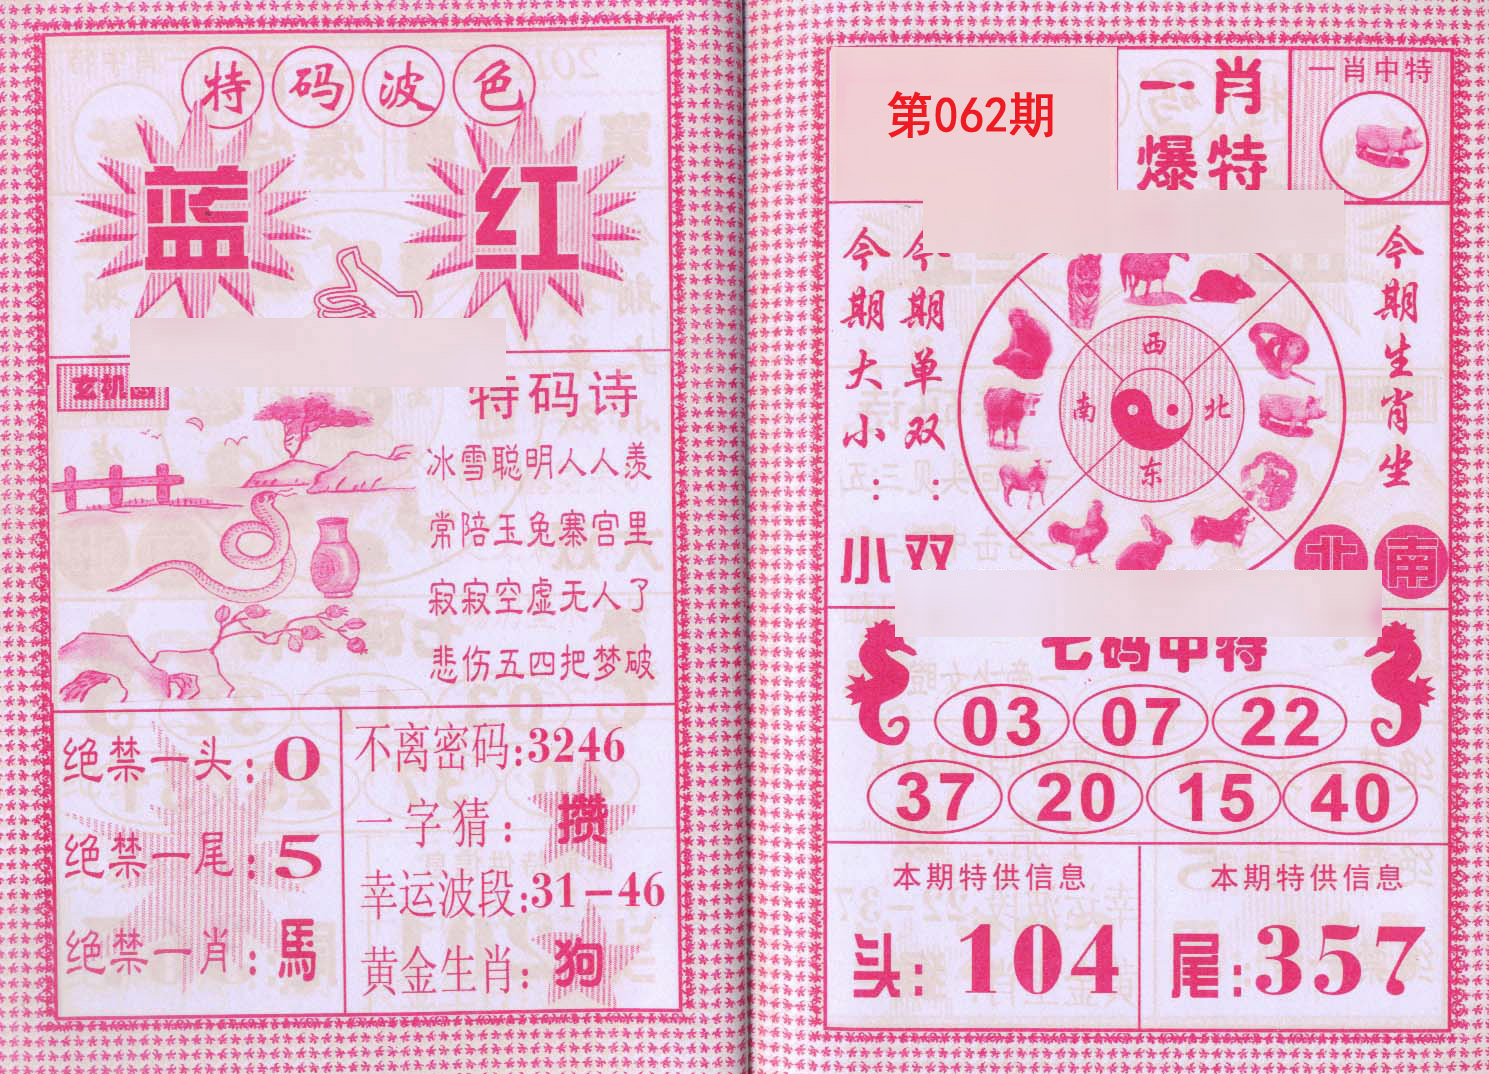 特码波色
蓝 红
玄机图
特码诗
冰雪聪明人人羡
常陪玉兔寨宫里
寂寂空虚无人了
悲伤五四把梦破
绝禁一头:0
绝禁一尾:5
绝禁一肖:馬
不离密码:3246
一字猜:攒
幸运波段:31-46
黄金生肖:狗
第062期
一肖
爆特
一肖中特
今期大小:小
今期单双:双
西
南 北
东
今期生肖坐
北 南
七码中特
03 07 22
37 20 15 40
本期特供信息
头:104
本期特供信息
尾:357